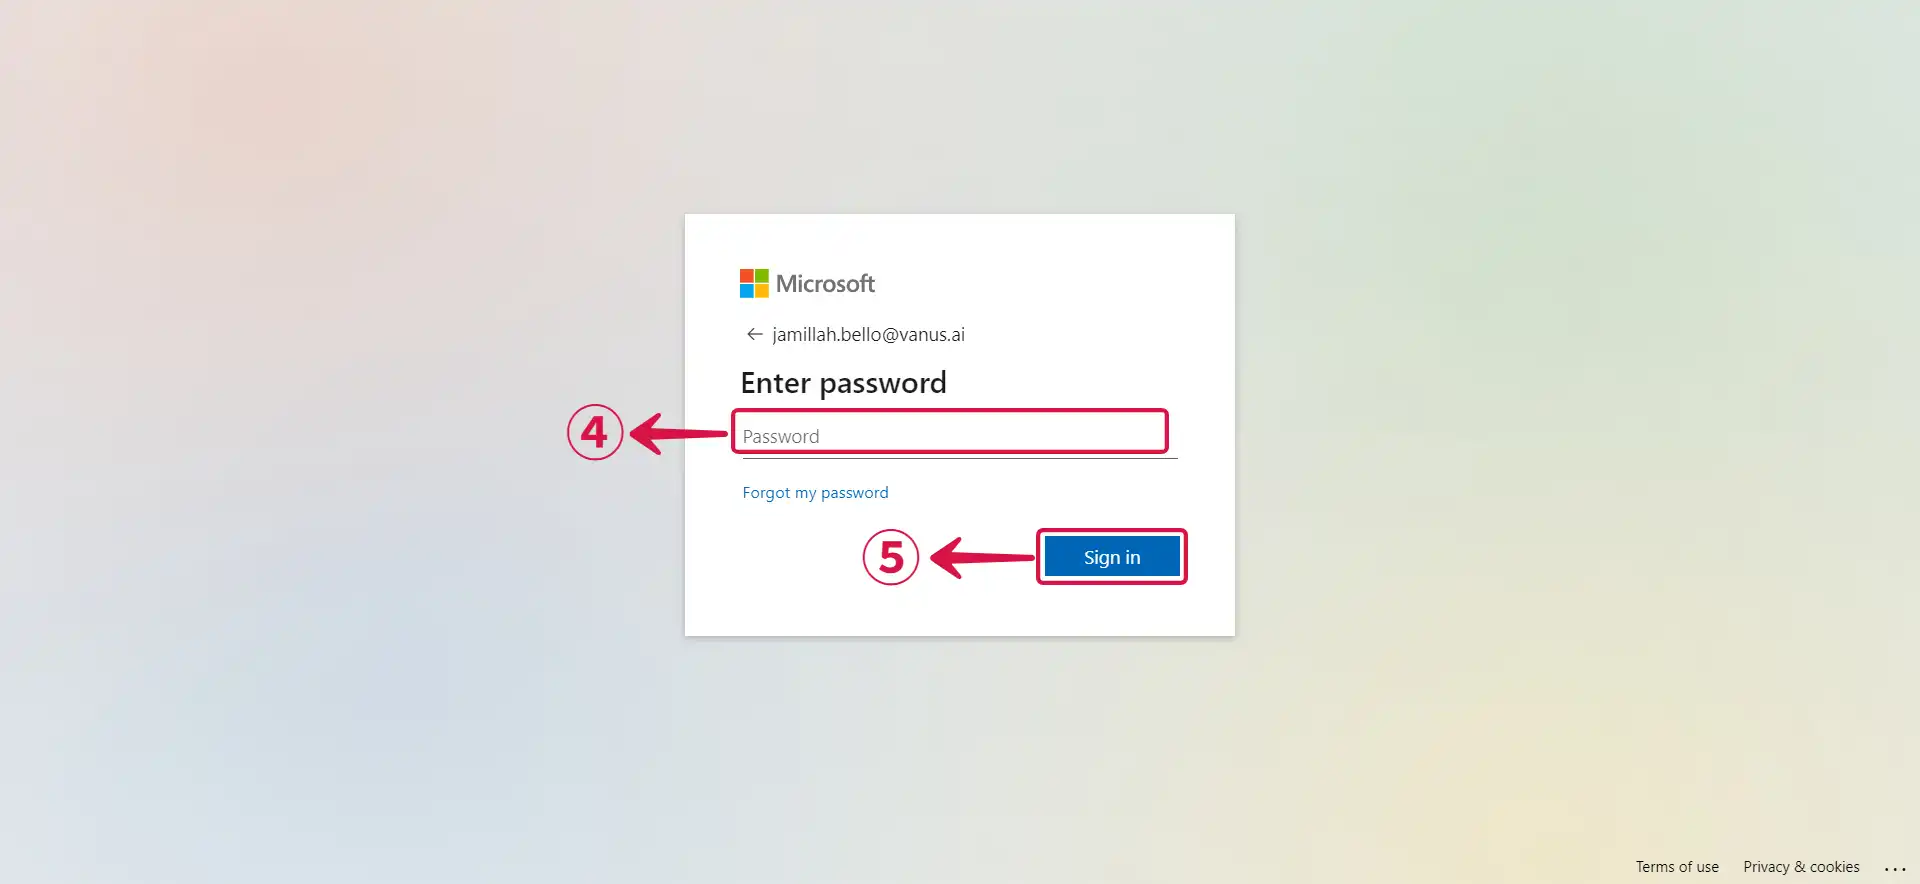 Microsoft
← jamillah.bello@vanus.ai
Enter password
④
Password
Forgot my password
⑤
Sign in
Terms of use Privacy & cookies ...